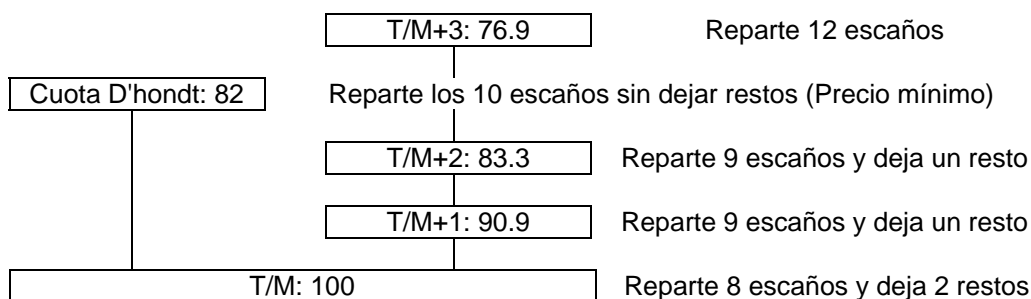 T/M+3: 76.9 Reparte 12 escaños
Cuota D'hondt: 82 Reparte los 10 escaños sin dejar restos (Precio mínimo)
T/M+2: 83.3 Reparte 9 escaños y deja un resto
T/M+1: 90.9 Reparte 9 escaños y deja un resto
T/M: 100 Reparte 8 escaños y deja 2 restos